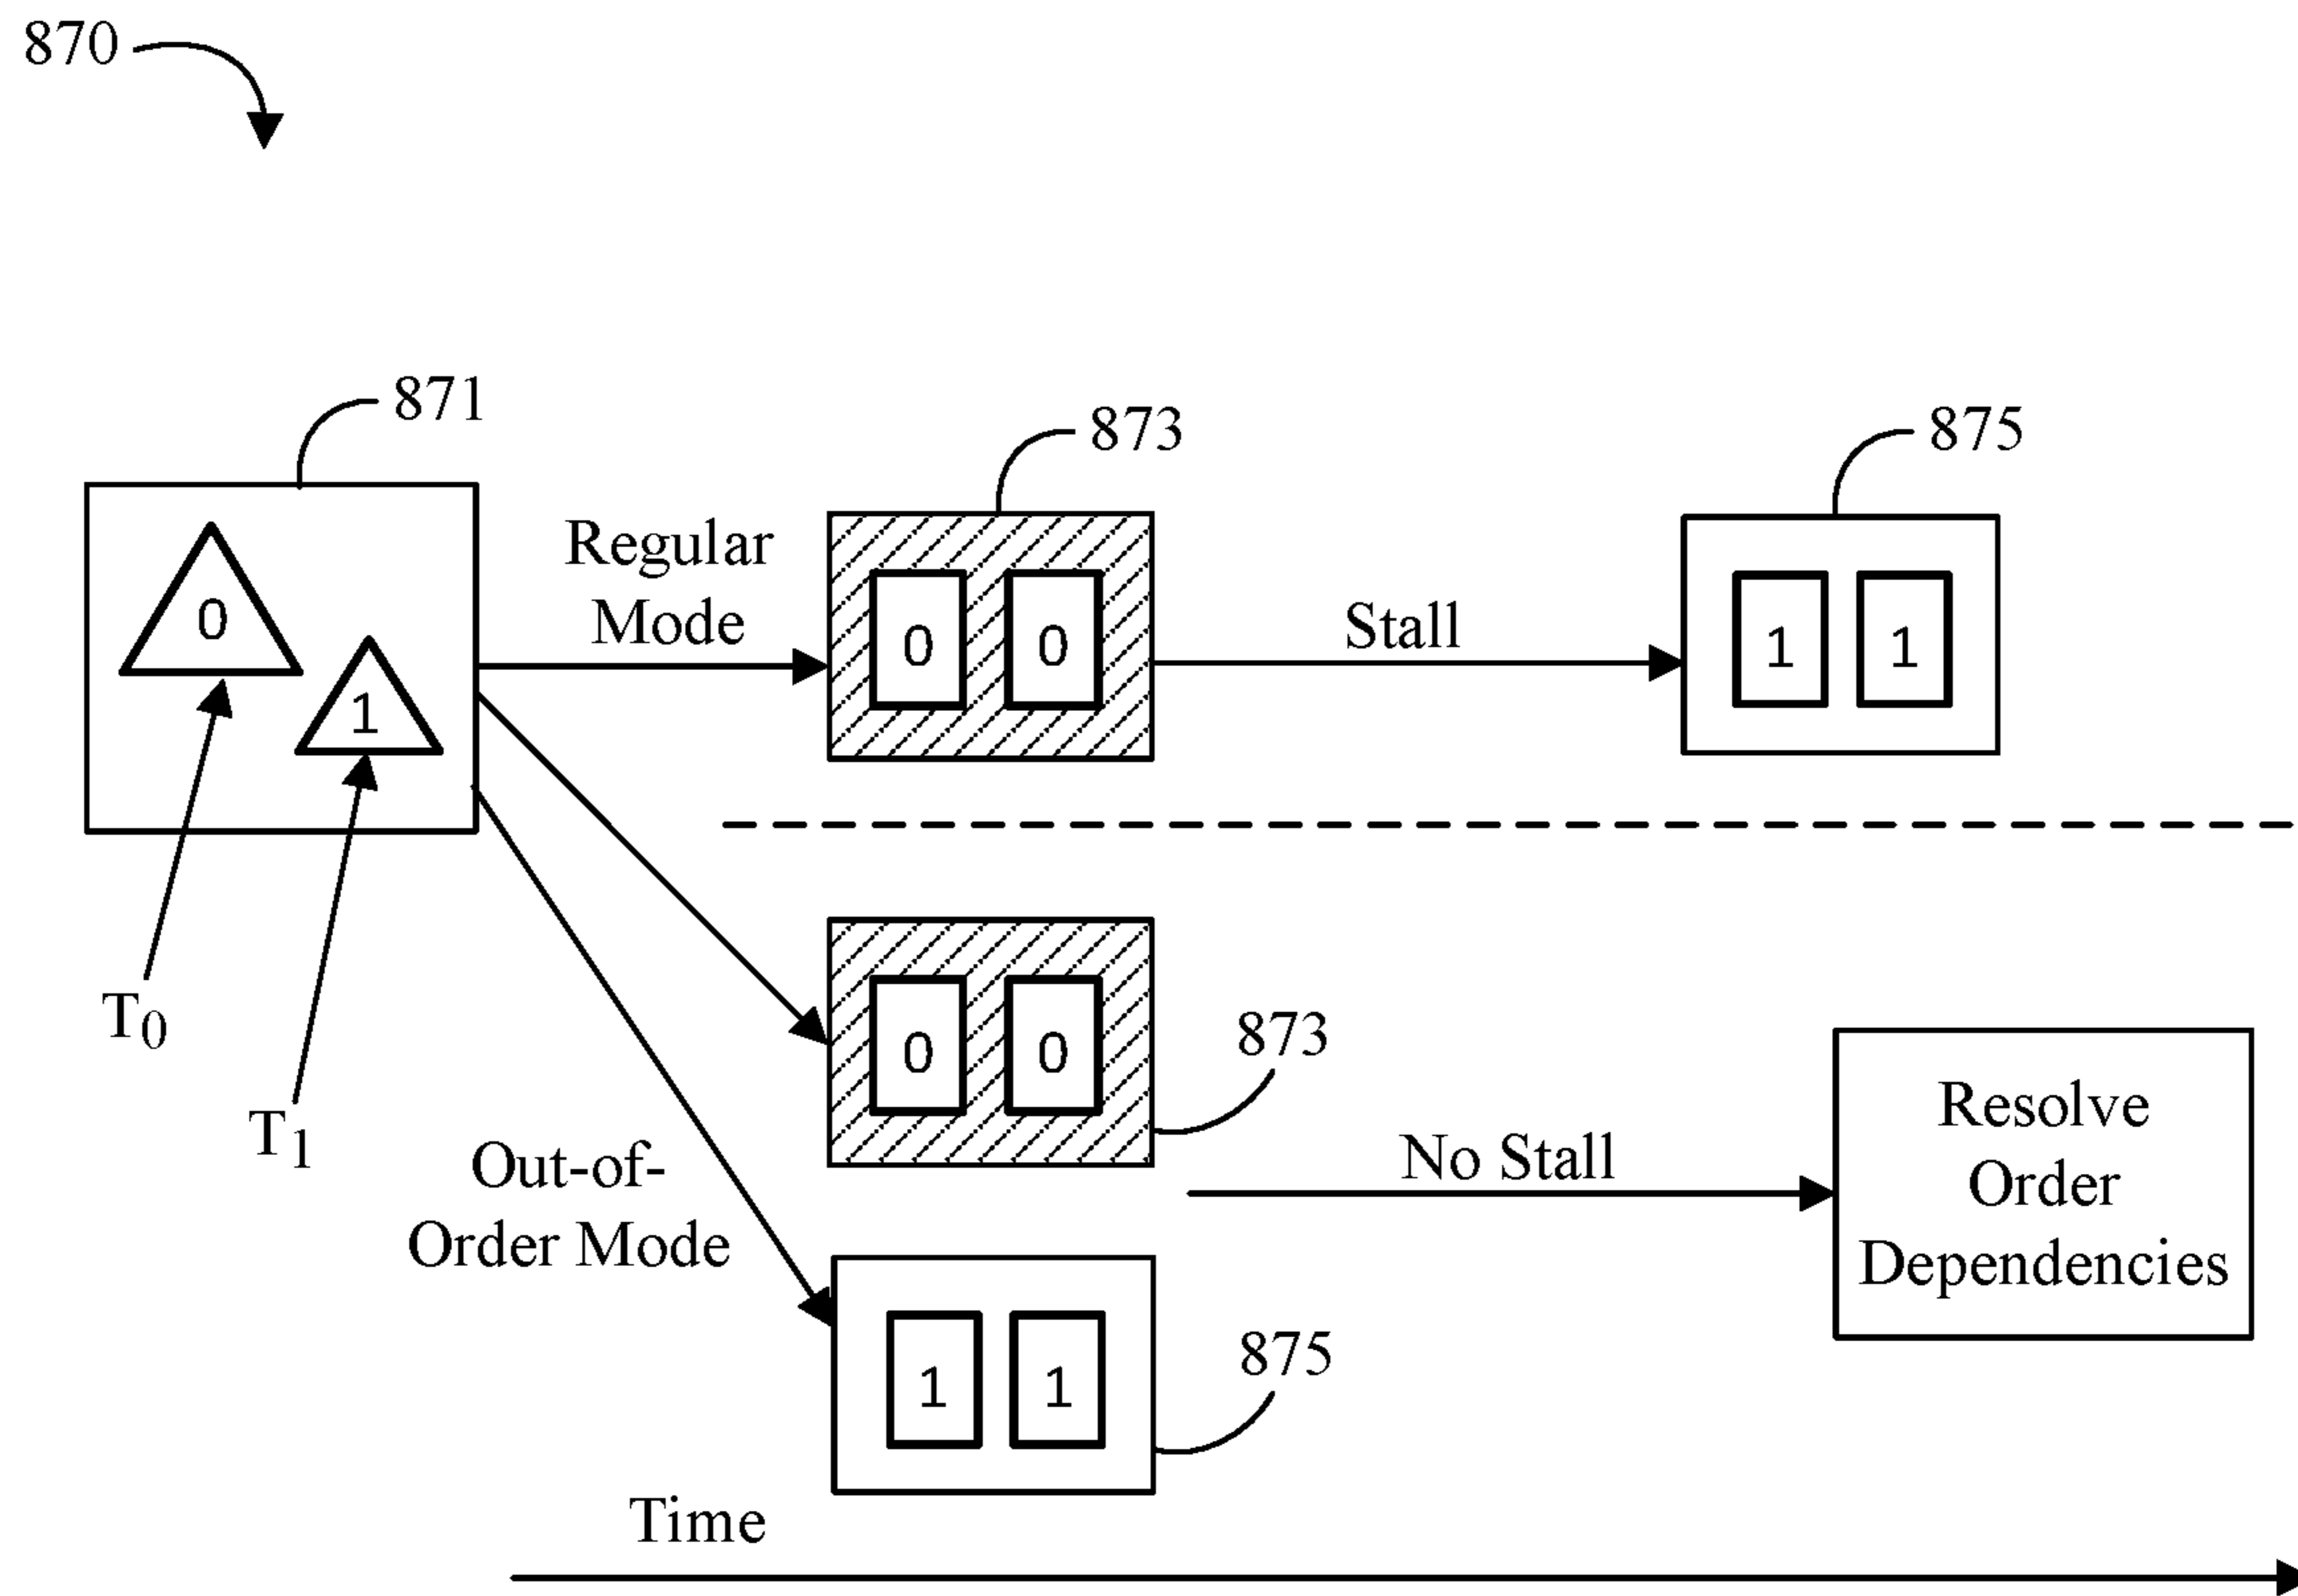 870
871
873
875
Regular
Mode
0
1
0 0
Stall
1 1
T0
T1
0 0
873
Out-of-
Order Mode
No Stall
Resolve
Order
Dependencies
1 1
875
Time